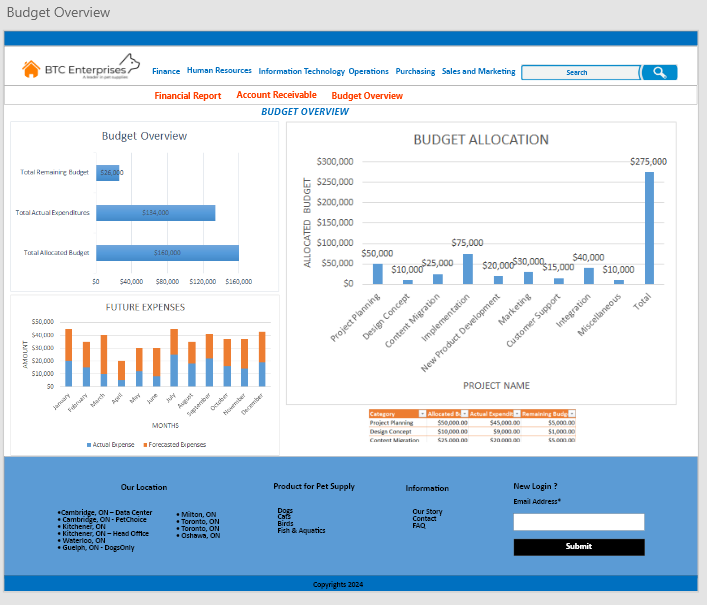 Budget Overview
BTC Enterprises
A leader in pet supplies
Finance Human Resources Information Technology Operations Purchasing Sales and Marketing Search
Financial Report Account Receivable Budget Overview
BUDGET OVERVIEW
Budget Overview
Total Remaining Budget $26,000
Total Actual Expenditures $134,000
Total Allocated Budget $160,000
$0 $40,000 $80,000 $120,000 $160,000
BUDGET ALLOCATION
ALLOCATED BUDGET
$300,000
$250,000
$200,000
$150,000
$100,000
$50,000
$0
$50,000 $10,000 $25,000 $75,000 $20,000 $30,000 $15,000 $40,000 $10,000 $275,000
Project Planning
Design Concept
Content Migration
Implementation
New Product Development
Marketing
Customer Support
Integration
Miscellaneous
Total
PROJECT NAME
FUTURE EXPENSES
AMOUNT
$50,000
$40,000
$30,000
$20,000
$10,000
$0
January February March April May June July August September October November December
MONTHS
Actual Expense Forecasted Expenses
Category Allocated Bu Actual Expendit Remaining Budg
Project Planning $50,000.00 $45,000.00 $5,000.00
Design Concept $10,000.00 $9,000.00 $1,000.00
Content Migration $25,000.00 $20,000.00 $5,000.00
Our Location
•Cambridge, ON – Data Center
• Cambridge, ON - PetChoice
• Kitchener, ON
• Kitchener, ON – Head Office
• Waterloo, ON
• Guelph, ON - DogsOnly
• Milton, ON
• Toronto, ON
• Toronto, ON
• Oshawa, ON
Product for Pet Supply
Dogs
Cats
Birds
Fish & Aquatics
Information
Our Story
Contact
FAQ
New Login ?
Email Address*
Submit
Copyrights 2024